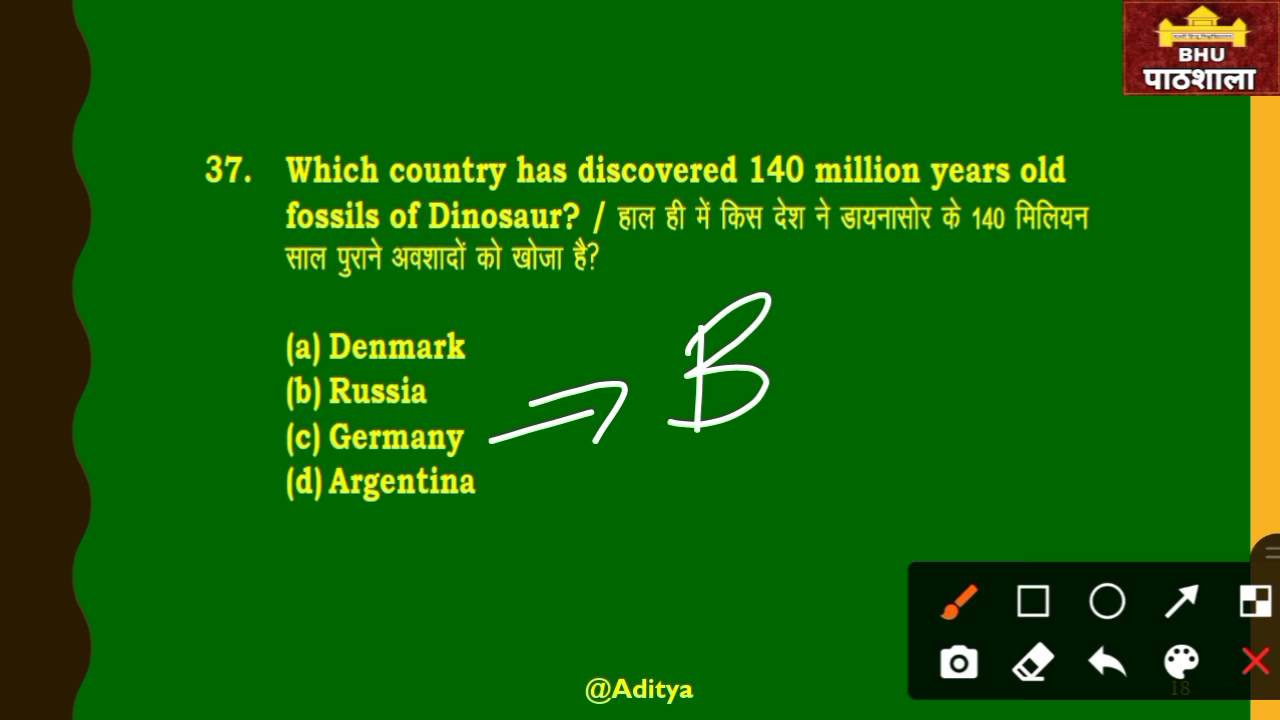 BHU
पाठशाला
37. Which country has discovered 140 million years old
fossils of Dinosaur? / हाल ही में किस देश ने डायनासोर के 140 मिलियन
साल पुराने अवशादों को खोजा है?
(a) Denmark
(b) Russia
(c) Germany
(d) Argentina
B
@Aditya
18